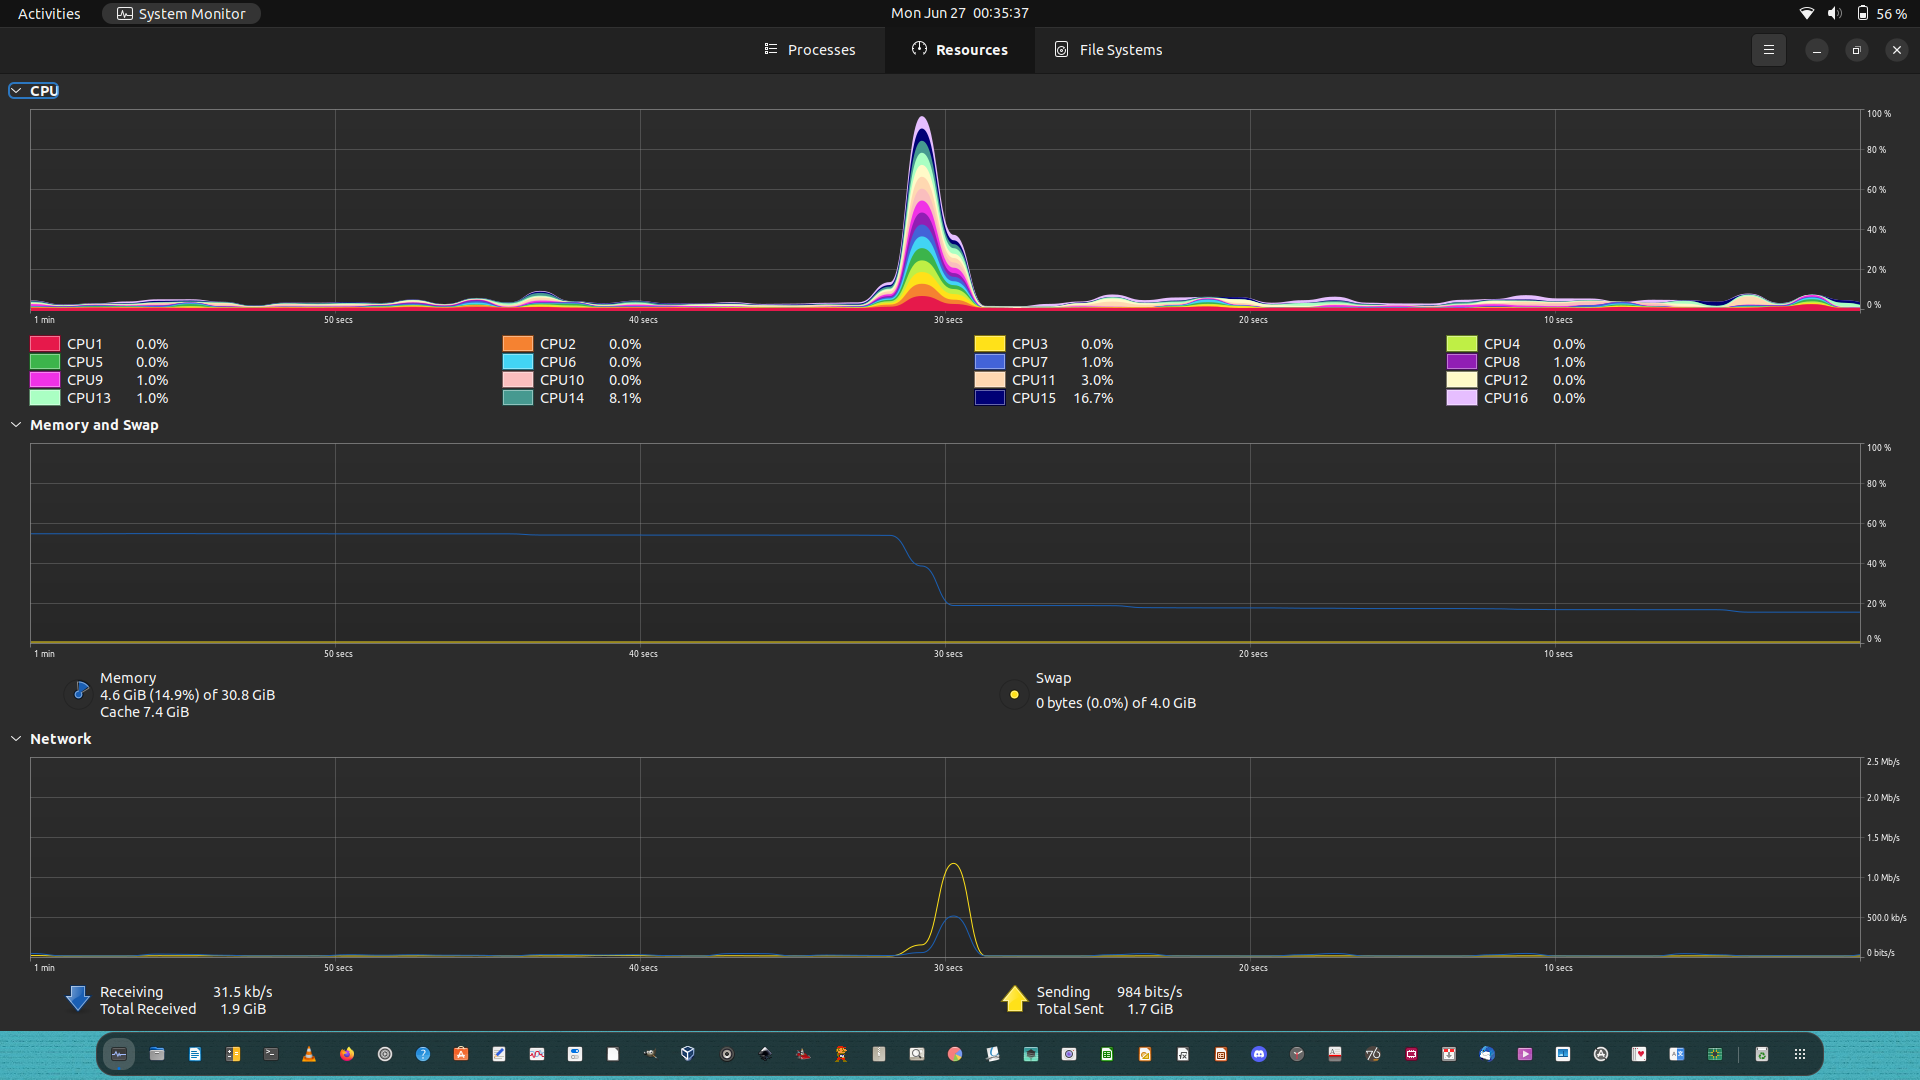 Activities System Monitor Mon Jun 27 00:35:37 56 %
Processes Resources File Systems
CPU
100 %
80 %
60 %
40 %
20 %
0 %
1 min 50 secs 40 secs 30 secs 20 secs 10 secs
CPU1 0.0% CPU2 0.0% CPU3 0.0% CPU4 0.0%
CPU5 0.0% CPU6 0.0% CPU7 1.0% CPU8 1.0%
CPU9 1.0% CPU10 0.0% CPU11 3.0% CPU12 0.0%
CPU13 1.0% CPU14 8.1% CPU15 16.7% CPU16 0.0%
Memory and Swap
100 %
80 %
60 %
40 %
20 %
0 %
1 min 50 secs 40 secs 30 secs 20 secs 10 secs
Memory Swap
4.6 GiB (14.9%) of 30.8 GiB 0 bytes (0.0%) of 4.0 GiB
Cache 7.4 GiB
Network
2.5 Mb/s
2.0 Mb/s
1.5 Mb/s
1.0 Mb/s
500.0 kb/s
0 bits/s
1 min 50 secs 40 secs 30 secs 20 secs 10 secs
Receiving 31.5 kb/s Sending 984 bits/s
Total Received 1.9 GiB Total Sent 1.7 GiB